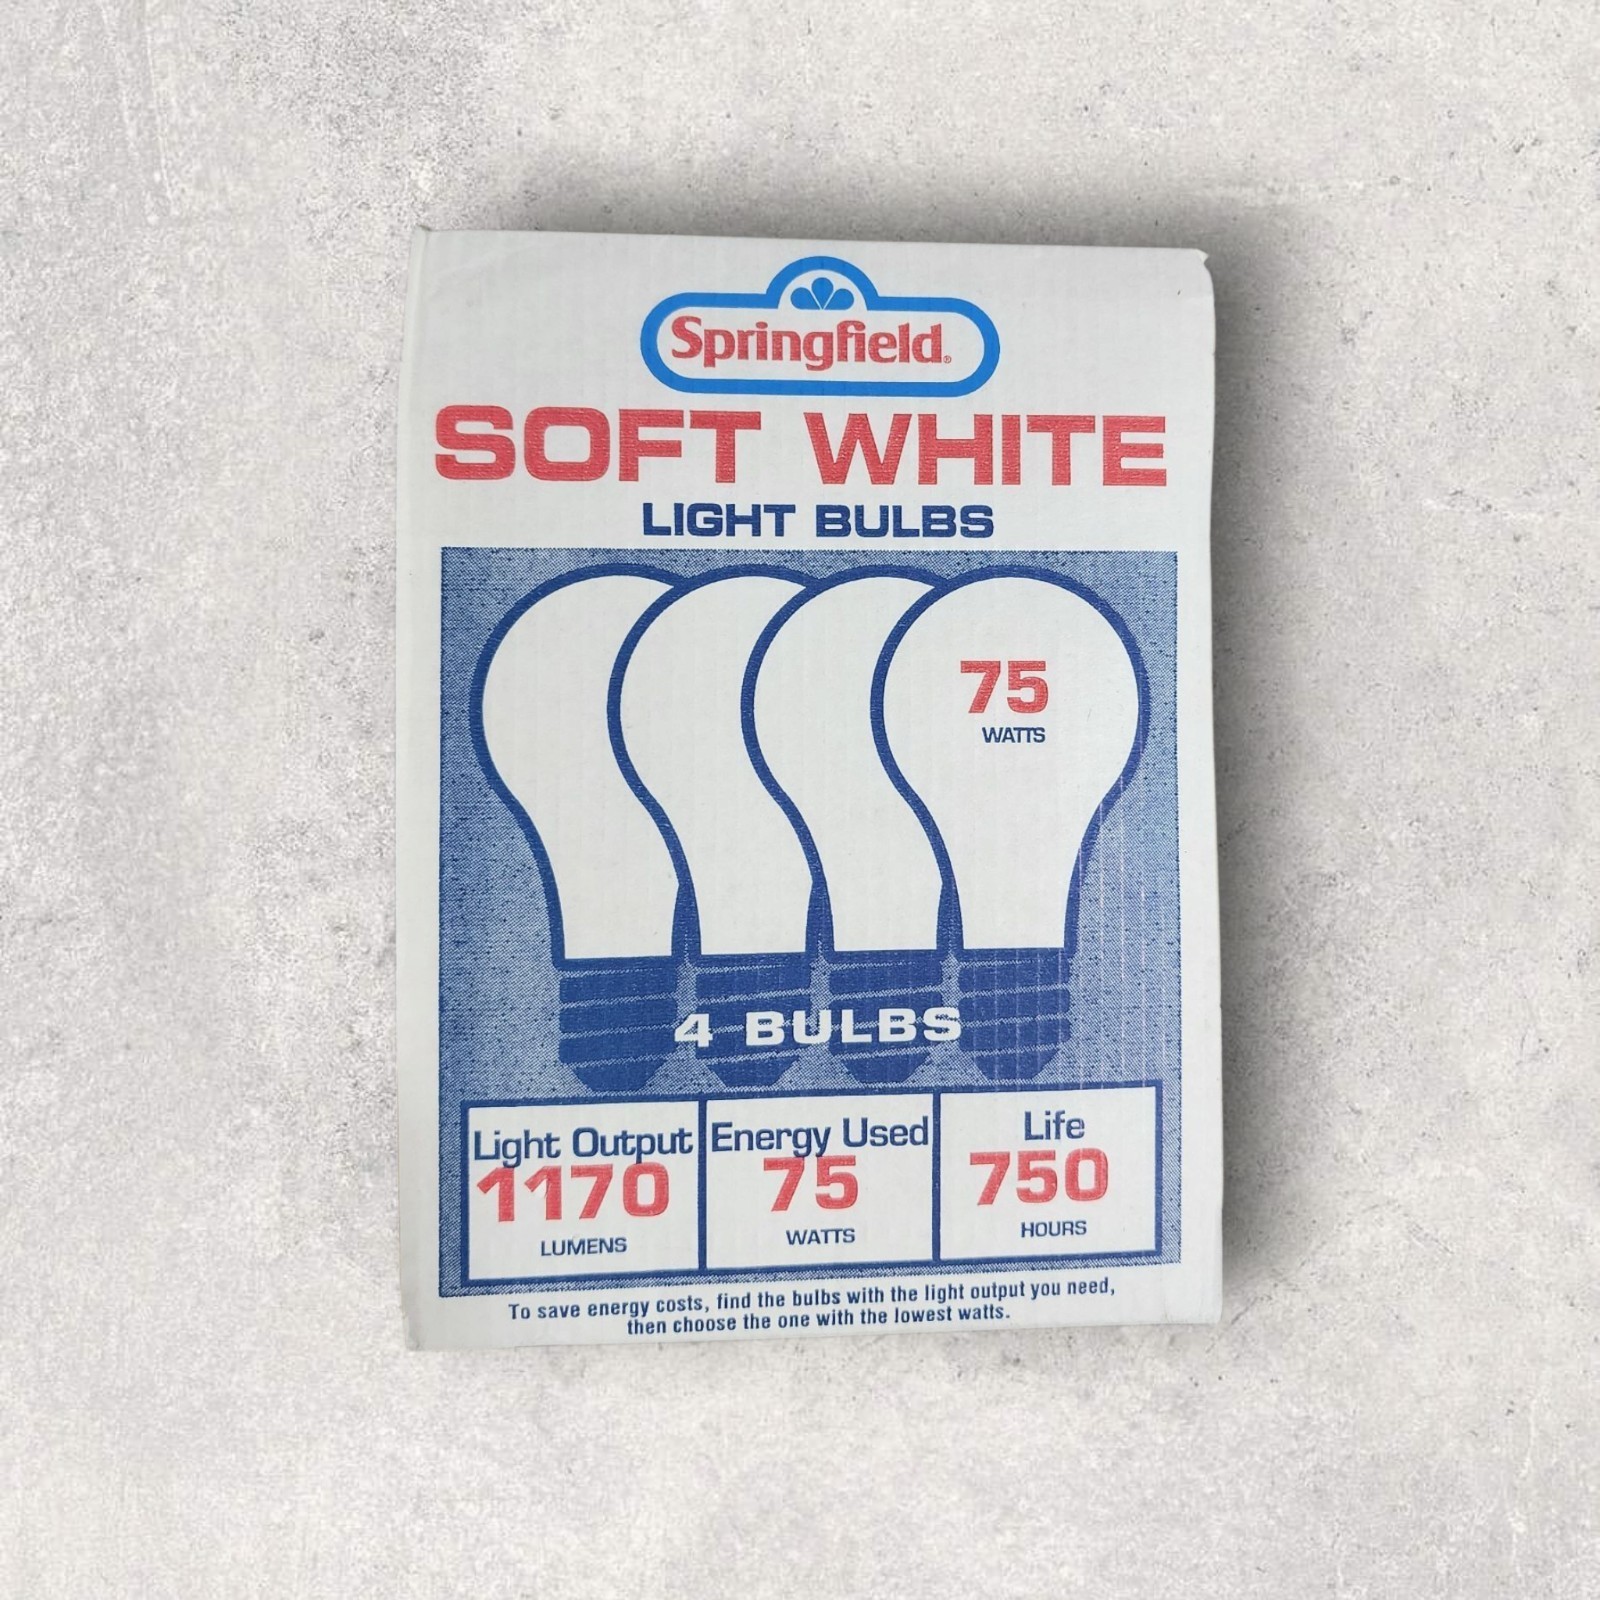 Springfield®
SOFT WHITE
LIGHT BULBS
75
WATTS
4 BULBS
Light Output
1170
LUMENS
Energy Used
75
WATTS
Life
750
HOURS
To save energy costs, find the bulbs with the light output you need,
then choose the one with the lowest watts.